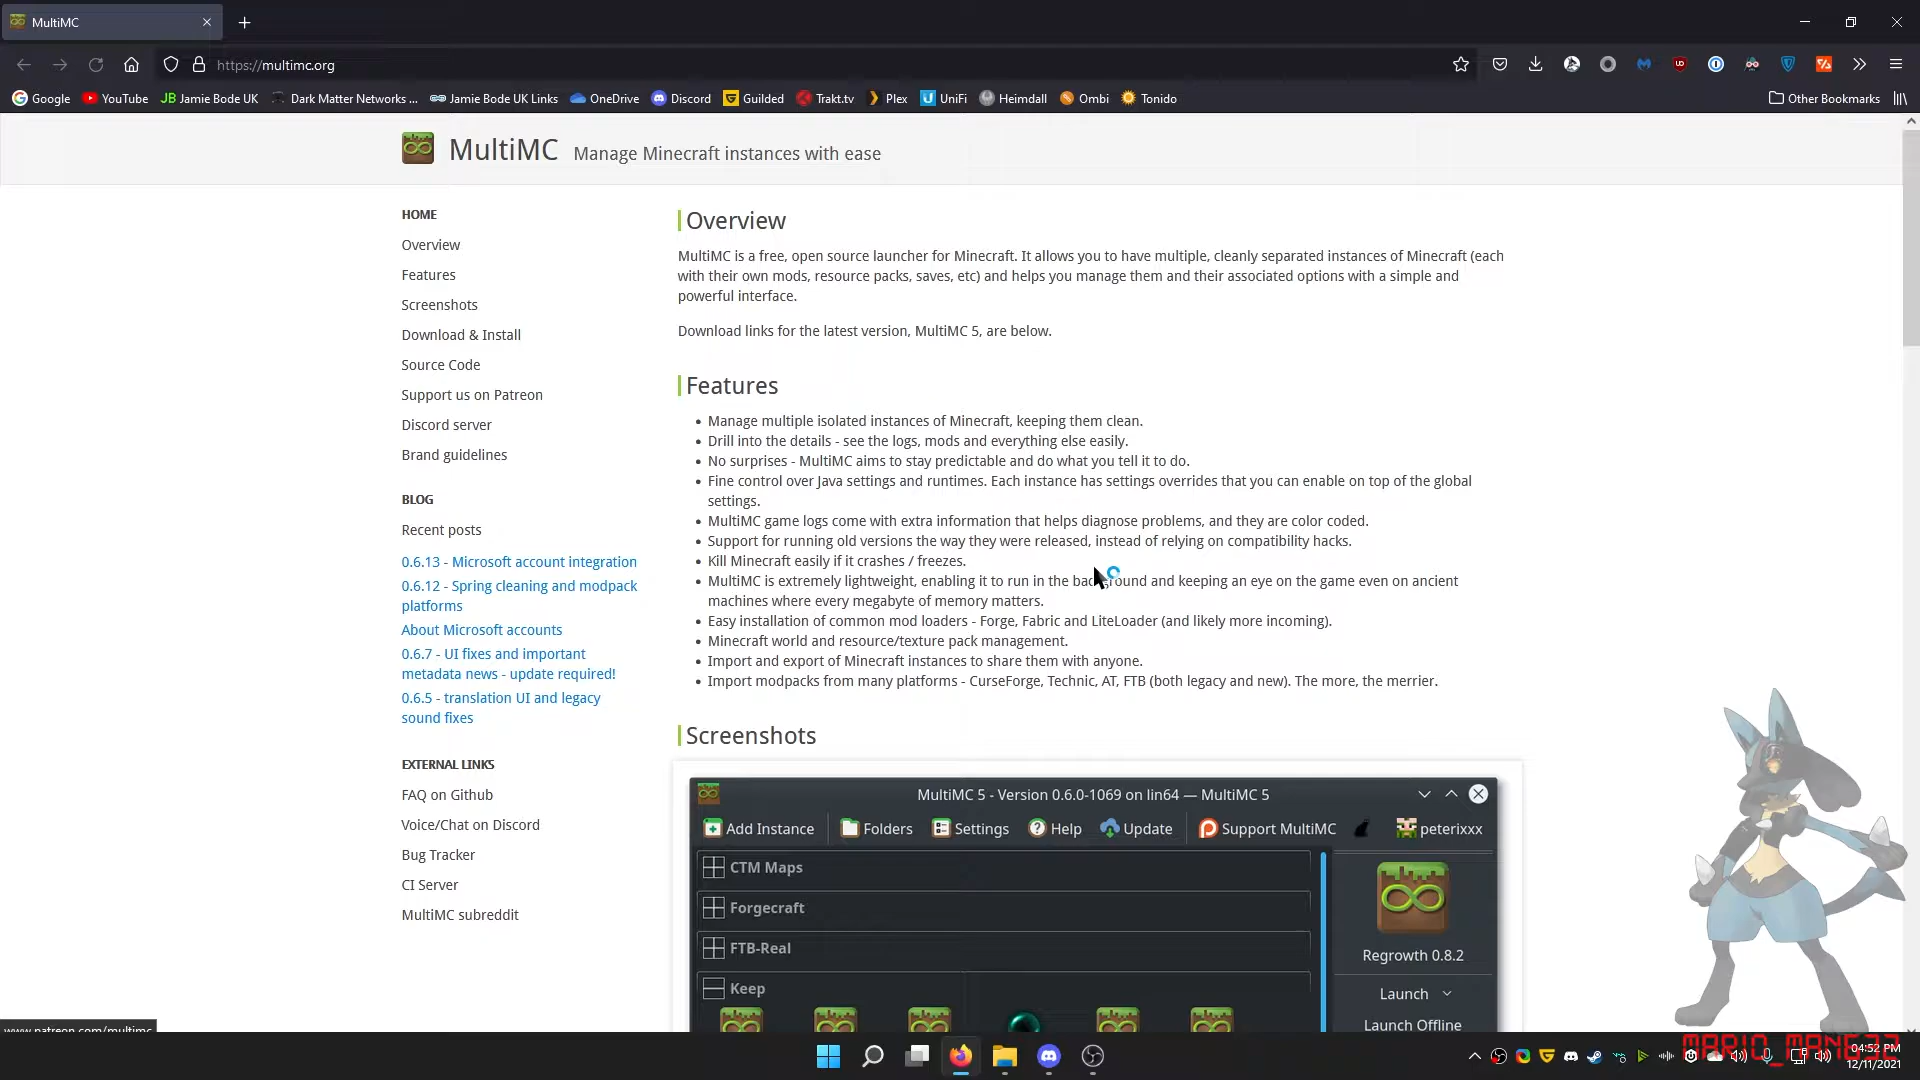 MultiMC
https://multimc.org
Google YouTube JB Jamie Bode UK Dark Matter Networks ... Jamie Bode UK Links OneDrive Discord Guilded Trakt.tv Plex UniFi Heimdall Ombi Tonido Other Bookmarks
MultiMC Manage Minecraft instances with ease
HOME
Overview
Features
Screenshots
Download & Install
Source Code
Support us on Patreon
Discord server
Brand guidelines
BLOG
Recent posts
0.6.13 - Microsoft account integration
0.6.12 - Spring cleaning and modpack
platforms
About Microsoft accounts
0.6.7 - UI fixes and important
metadata news - update required!
0.6.5 - translation UI and legacy
sound fixes
EXTERNAL LINKS
FAQ on Github
Voice/Chat on Discord
Bug Tracker
CI Server
MultiMC subreddit
Overview
MultiMC is a free, open source launcher for Minecraft. It allows you to have multiple, cleanly separated instances of Minecraft (each
with their own mods, resource packs, saves, etc) and helps you manage them and their associated options with a simple and
powerful interface.
Download links for the latest version, MultiMC 5, are below.
Features
Manage multiple isolated instances of Minecraft, keeping them clean.
Drill into the details - see the logs, mods and everything else easily.
No surprises - MultiMC aims to stay predictable and do what you tell it to do.
Fine control over Java settings and runtimes. Each instance has settings overrides that you can enable on top of the global
settings.
MultiMC game logs come with extra information that helps diagnose problems, and they are color coded.
Support for running old versions the way they were released, instead of relying on compatibility hacks.
Kill Minecraft easily if it crashes / freezes.
MultiMC is extremely lightweight, enabling it to run in the background and keeping an eye on the game even on ancient
machines where every megabyte of memory matters.
Easy installation of common mod loaders - Forge, Fabric and LiteLoader (and likely more incoming).
Minecraft world and resource/texture pack management.
Import and export of Minecraft instances to share them with anyone.
Import modpacks from many platforms - CurseForge, Technic, AT, FTB (both legacy and new). The more, the merrier.
Screenshots
MultiMC 5 - Version 0.6.0-1069 on lin64 — MultiMC 5
Add Instance Folders Settings Help Update Support MultiMC peterixxx
CTM Maps
Forgecraft
FTB-Real
Keep
Regrowth 0.8.2
Launch
Launch Offline
www.patreon.com/multimc
MARIO_MANG32
04:52 PM
12/11/2021